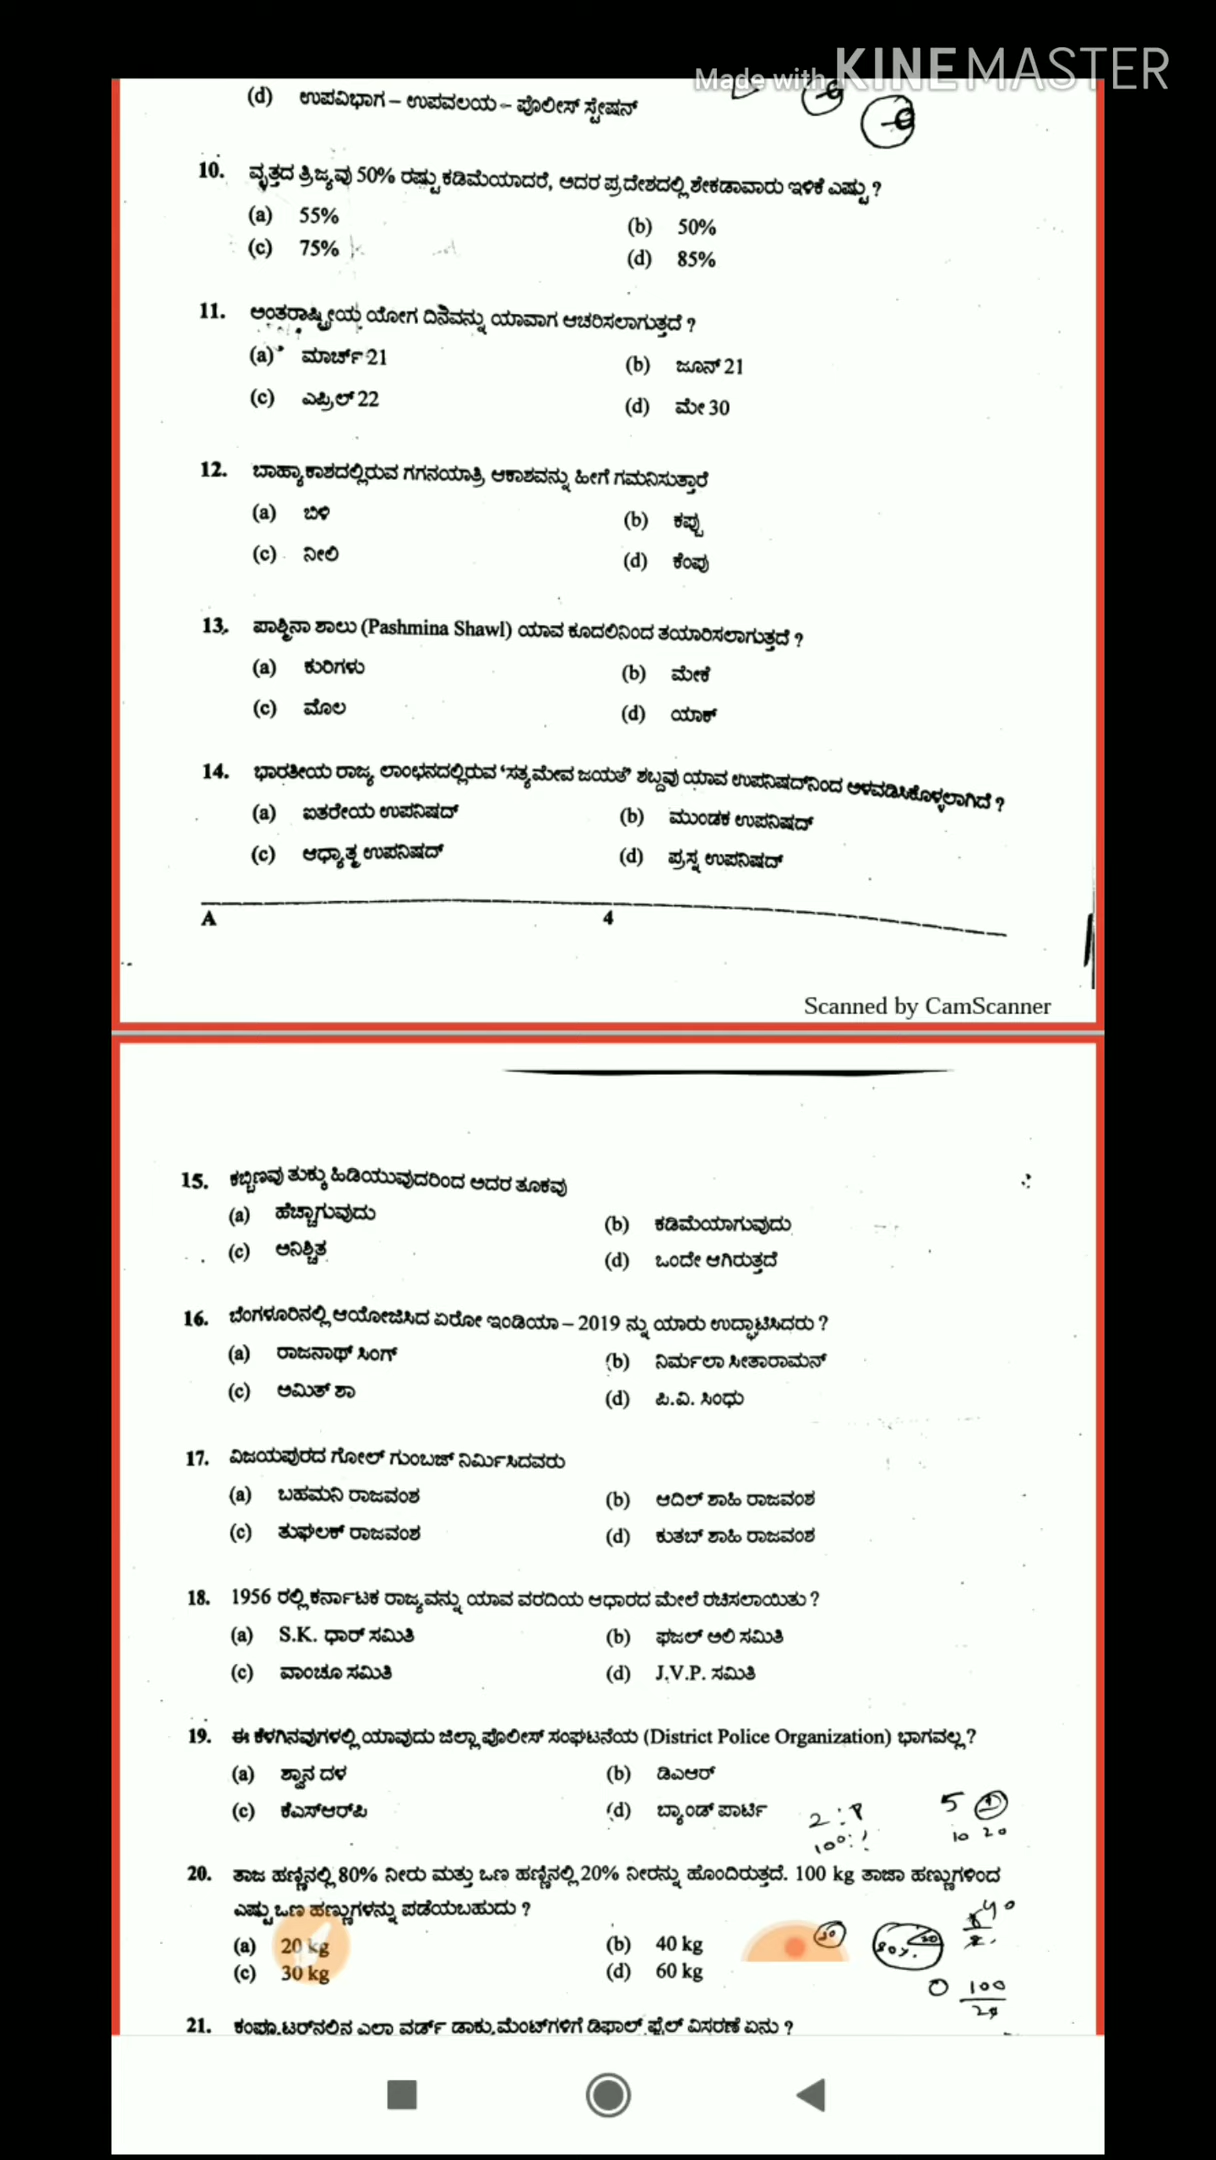 Made with KINEMASTER
(d) ಉಪವಿಭಾಗ – ಉಪವಲಯ – ಪೊಲೀಸ್ ಸ್ಟೇಷನ್
10. ವೃತ್ತದ ತ್ರಿಜ್ಯವು 50% ರಷ್ಟು ಕಡಿಮೆಯಾದರೆ, ಅದರ ಪ್ರದೇಶದಲ್ಲಿ ಶೇಕಡಾವಾರು ಇಳಿಕೆ ಎಷ್ಟು ?
(a) 55% (b) 50%
(c) 75% (d) 85%
11. ಅಂತರಾಷ್ಟ್ರೀಯ ಯೋಗ ದಿನವನ್ನು ಯಾವಾಗ ಆಚರಿಸಲಾಗುತ್ತದೆ ?
(a) ಮಾರ್ಚ್ 21 (b) ಜೂನ್ 21
(c) ಎಪ್ರಿಲ್ 22 (d) ಮೇ 30
12. ಬಾಹ್ಯಾಕಾಶದಲ್ಲಿರುವ ಗಗನಯಾತ್ರಿ ಆಕಾಶವನ್ನು ಹೀಗೆ ಗಮನಿಸುತ್ತಾರೆ
(a) ಬಿಳಿ (b) ಕಪ್ಪು
(c) ನೀಲಿ (d) ಕೆಂಪು
13. ಪಾಶ್ಮಿನಾ ಶಾಲು (Pashmina Shawl) ಯಾವ ಕೂದಲಿನಿಂದ ತಯಾರಿಸಲಾಗುತ್ತದೆ ?
(a) ಕುರಿಗಳು (b) ಮೇಕೆ
(c) ಮೊಲ (d) ಯಾಕ್
14. ಭಾರತೀಯ ರಾಜ್ಯ ಲಾಂಛನದಲ್ಲಿರುವ ‘ಸತ್ಯಮೇವ ಜಯತೆ’ ಶಬ್ದವು ಯಾವ ಉಪನಿಷದ್‌ನಿಂದ ಅಳವಡಿಸಿಕೊಳ್ಳಲಾಗಿದೆ ?
(a) ಐತರೇಯ ಉಪನಿಷದ್ (b) ಮುಂಡಕ ಉಪನಿಷದ್
(c) ಆಧ್ಯಾತ್ಮ ಉಪನಿಷದ್ (d) ಪ್ರಸ್ನ ಉಪನಿಷದ್
A 4
Scanned by CamScanner
15. ಕಬ್ಬಿಣವು ತುಕ್ಕು ಹಿಡಿಯುವುದರಿಂದ ಅದರ ತೂಕವು
(a) ಹೆಚ್ಚಾಗುವುದು (b) ಕಡಿಮೆಯಾಗುವುದು
(c) ಅನಿಶ್ಚಿತ (d) ಒಂದೇ ಆಗಿರುತ್ತದೆ
16. ಬೆಂಗಳೂರಿನಲ್ಲಿ ಆಯೋಜಿಸಿದ ಏರೋ ಇಂಡಿಯಾ – 2019 ನ್ನು ಯಾರು ಉದ್ಘಾಟಿಸಿದರು ?
(a) ರಾಜನಾಥ್ ಸಿಂಗ್ (b) ನಿರ್ಮಲಾ ಸೀತಾರಾಮನ್
(c) ಅಮಿತ್ ಶಾ (d) ಪಿ.ವಿ. ಸಿಂಧು
17. ವಿಜಯಪುರದ ಗೋಲ್ ಗುಂಬಜ್ ನಿರ್ಮಿಸಿದವರು
(a) ಬಹಮನಿ ರಾಜವಂಶ (b) ಆದಿಲ್ ಶಾಹಿ ರಾಜವಂಶ
(c) ತುಘಲಕ್ ರಾಜವಂಶ (d) ಕುತಬ್ ಶಾಹಿ ರಾಜವಂಶ
18. 1956 ರಲ್ಲಿ ಕರ್ನಾಟಕ ರಾಜ್ಯವನ್ನು ಯಾವ ವರದಿಯ ಆಧಾರದ ಮೇಲೆ ರಚಿಸಲಾಯಿತು ?
(a) S.K. ಧಾರ್ ಸಮಿತಿ (b) ಫಜಲ್ ಅಲಿ ಸಮಿತಿ
(c) ವಾಂಚೂ ಸಮಿತಿ (d) J.V.P. ಸಮಿತಿ
19. ಈ ಕೆಳಗಿನವುಗಳಲ್ಲಿ ಯಾವುದು ಜಿಲ್ಲಾ ಪೊಲೀಸ್ ಸಂಘಟನೆಯ (District Police Organization) ಭಾಗವಲ್ಲ ?
(a) ಶ್ವಾನ ದಳ (b) ಡಿಎಆರ್
(c) ಕೆಎಸ್ಆರ್‌ಪಿ (d) ಬ್ಯಾಂಡ್ ಪಾರ್ಟಿ
5
10 20
20. ತಾಜ ಹಣ್ಣಿನಲ್ಲಿ 80% ನೀರು ಮತ್ತು ಒಣ ಹಣ್ಣಿನಲ್ಲಿ 20% ನೀರನ್ನು ಹೊಂದಿರುತ್ತದೆ. 100 kg ತಾಜಾ ಹಣ್ಣುಗಳಿಂದ
ಎಷ್ಟು ಒಣ ಹಣ್ಣುಗಳನ್ನು ಪಡೆಯಬಹುದು ?
(a) 20 kg (b) 40 kg
(c) 30 kg (d) 60 kg
80% 20
100
21. ಕಂಪ್ಯೂಟರ್‌ನಲ್ಲಿನ ಎಲ್ಲಾ ವರ್ಡ್ ಡಾಕ್ಯುಮೆಂಟ್‌ಗಳಿಗೆ ಡಿಫಾಲ್ಟ್ ಫೈಲ್ ವಿಸ್ತರಣೆ ಏನು ?